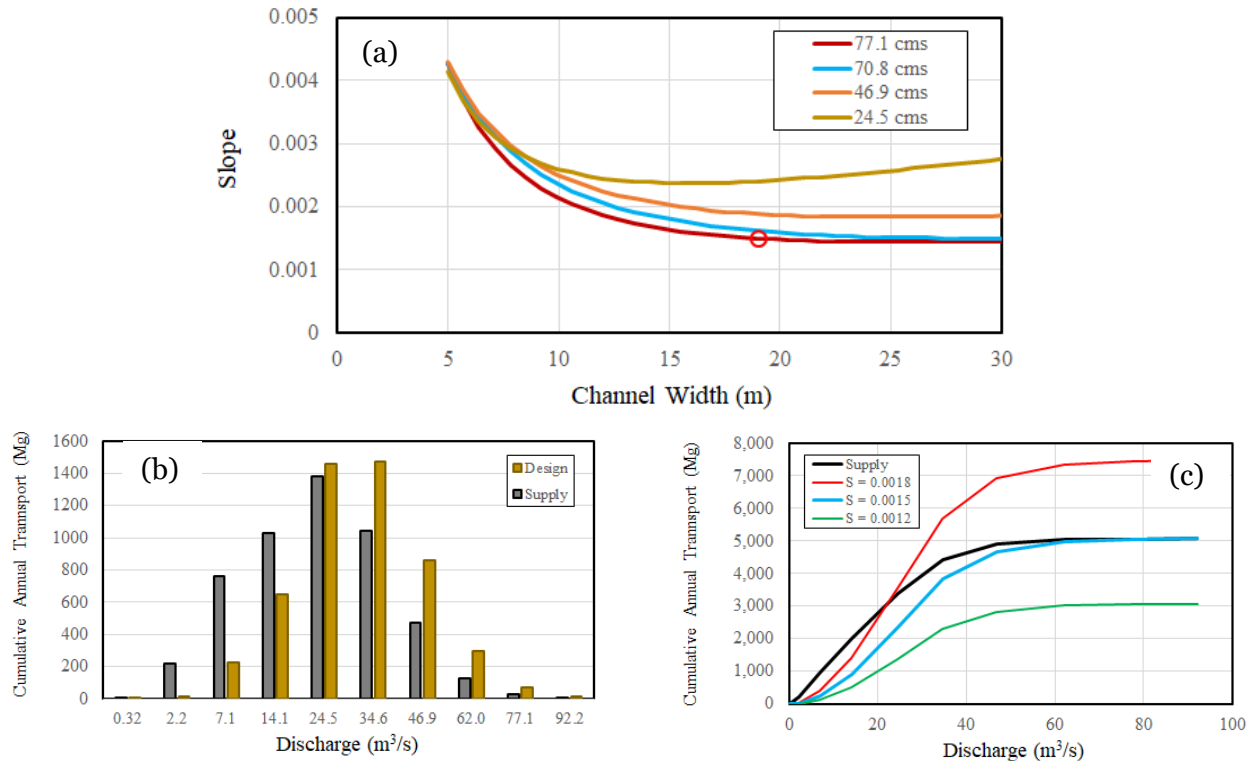 (a)
77.1 cms
70.8 cms
46.9 cms
24.5 cms
0.005
0.004
0.003
0.002
0.001
0
Slope
0 5 10 15 20 25 30
Channel Width (m)
(b)
Design
Supply
1600
1400
1200
1000
800
600
400
200
0
Cumulative Annual Trannsport (Mg)
0.32 2.2 7.1 14.1 24.5 34.6 46.9 62.0 77.1 92.2
Discharge (m³/s)
(c)
Supply
S = 0.0018
S = 0.0015
S = 0.0012
8,000
7,000
6,000
5,000
4,000
3,000
2,000
1,000
0
Cumulative Annual Trannsport (Mg)
0 20 40 60 80 100
Discharge (m³/s)